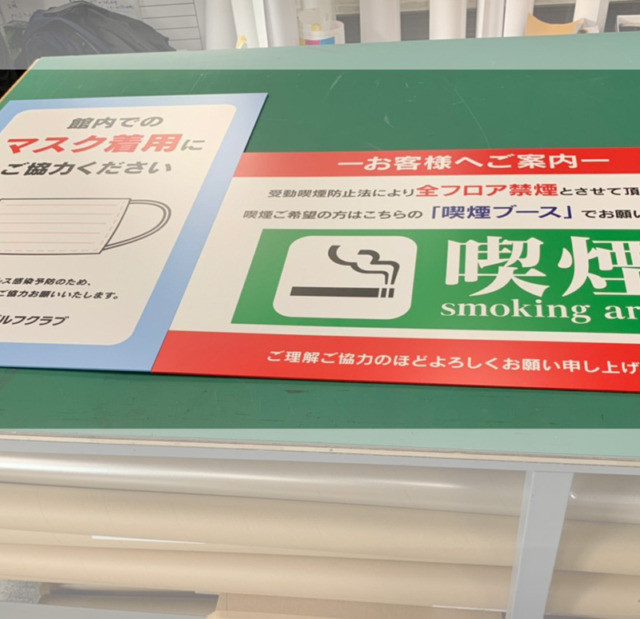 館内での
マスク着用に
ご協力ください
ス感染予防のため、
ご協力お願いいたします。
ルフクラブ
ーお客様へご案内ー
受動喫煙防止法により全フロア禁煙とさせて頂
喫煙ご希望の方はこちらの「喫煙ブース」でお願い
喫煙
smoking ar
ご理解ご協力のほどよろしくお願い申し上げ